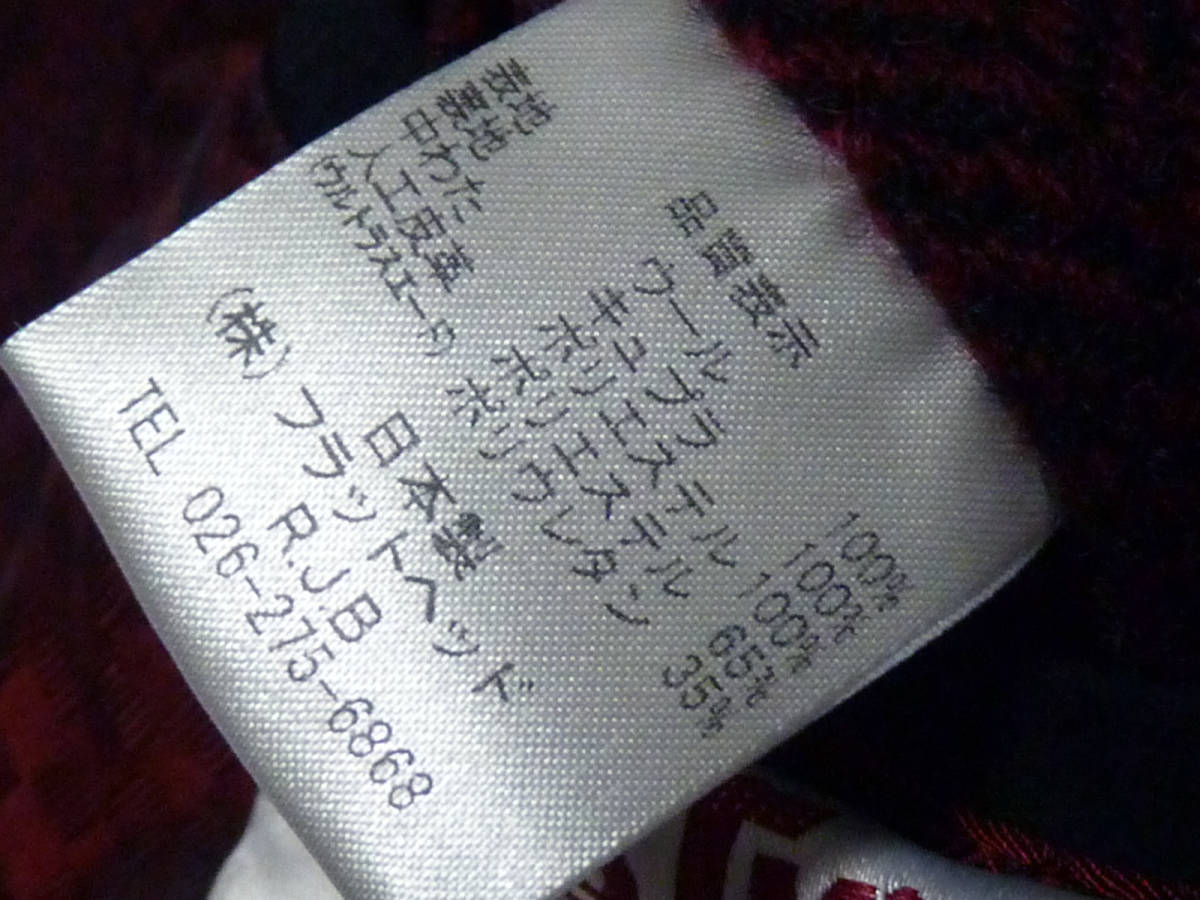 品質表示
表地 ウール 100%
裏地 キュプラ 100%
中わた ポリエステル 100%
人工皮革 ポリエステル 65%
(ウルトラスエード) ポリウレタン 35%
日本製
(株)フラットヘッド
R.J.B
TEL 026-275-6868